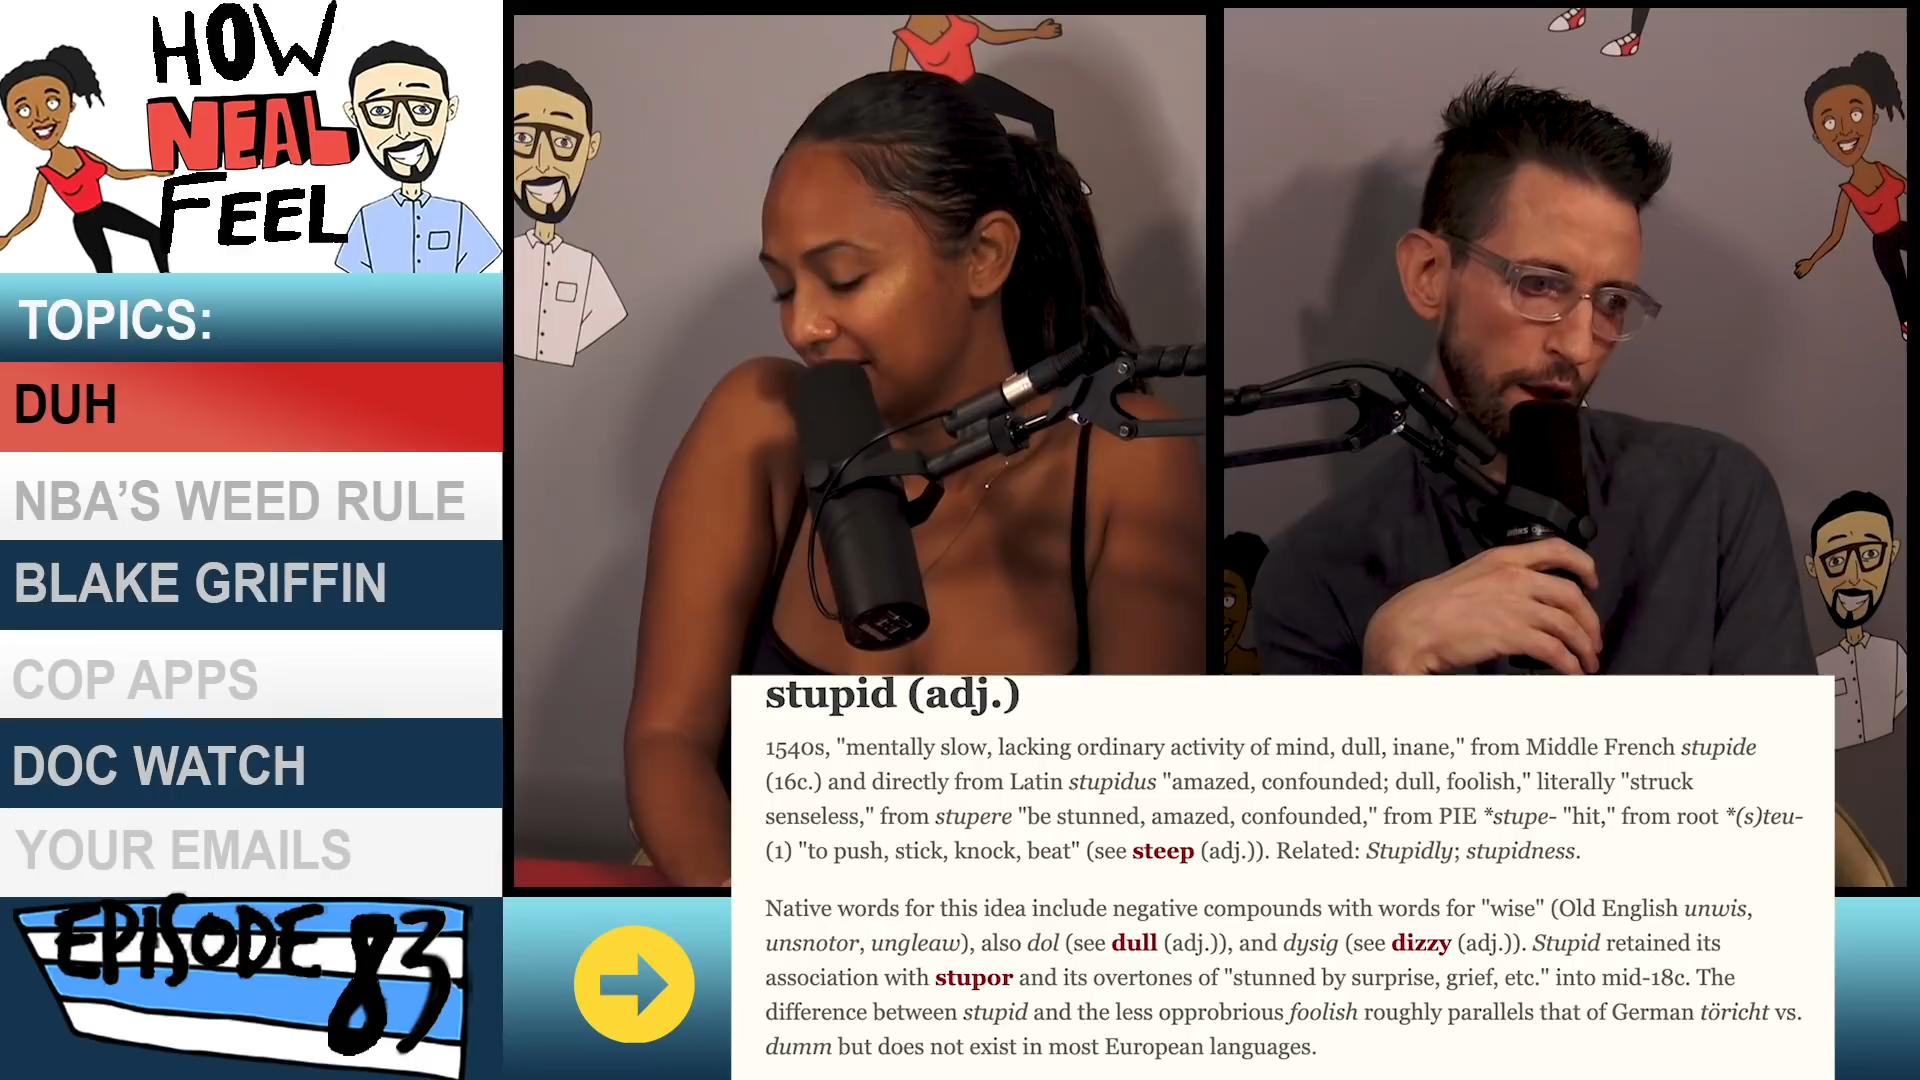 HOW
NEAL
FEEL
TOPICS:
DUH
NBA’S WEED RULE
BLAKE GRIFFIN
COP APPS
DOC WATCH
YOUR EMAILS
EPISODE 83
stupid (adj.)
1540s, "mentally slow, lacking ordinary activity of mind, dull, inane," from Middle French stupide
(16c.) and directly from Latin stupidus "amazed, confounded; dull, foolish," literally "struck
senseless," from stupere "be stunned, amazed, confounded," from PIE *stupe- "hit," from root *(s)teu-
(1) "to push, stick, knock, beat" (see steep (adj.)). Related: Stupidly; stupidness.
Native words for this idea include negative compounds with words for "wise" (Old English unwis,
unsnotor, ungleaw), also dol (see dull (adj.)), and dysig (see dizzy (adj.)). Stupid retained its
association with stupor and its overtones of "stunned by surprise, grief, etc." into mid-18c. The
difference between stupid and the less opprobrious foolish roughly parallels that of German töricht vs.
dumm but does not exist in most European languages.